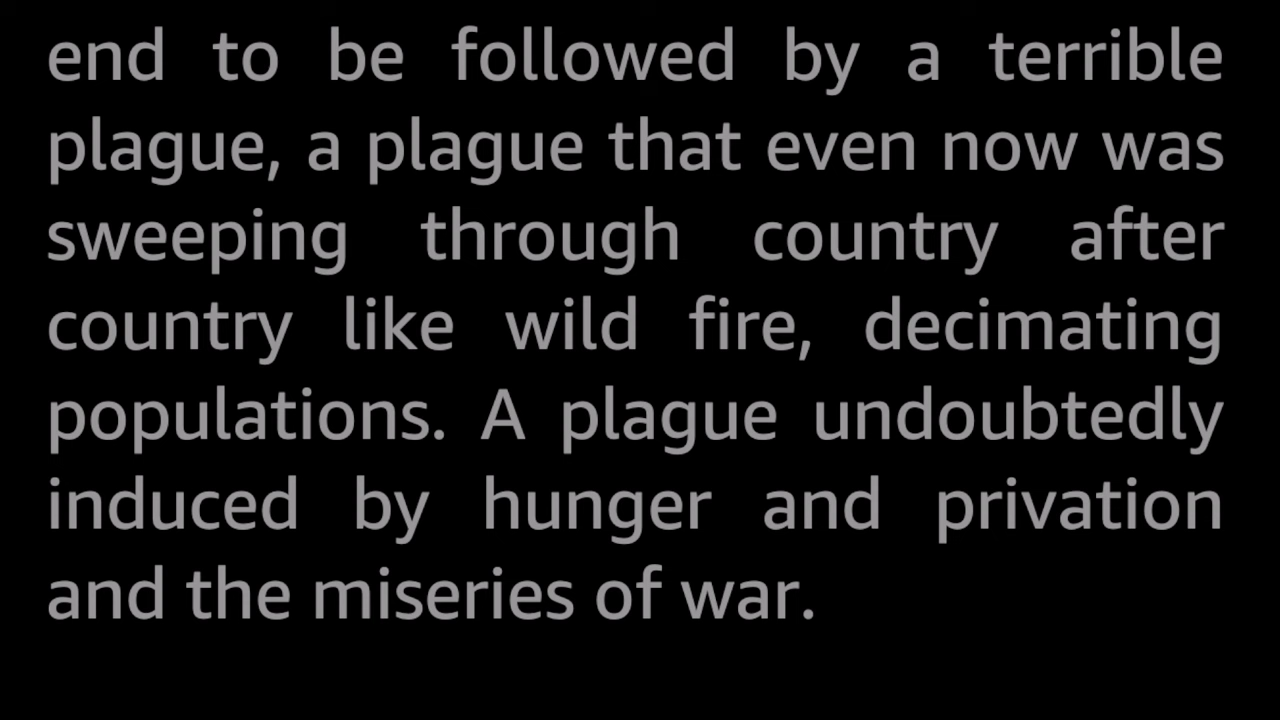 end to be followed by a terrible
plague, a plague that even now was
sweeping through country after
country like wild fire, decimating
populations. A plague undoubtedly
induced by hunger and privation
and the miseries of war.